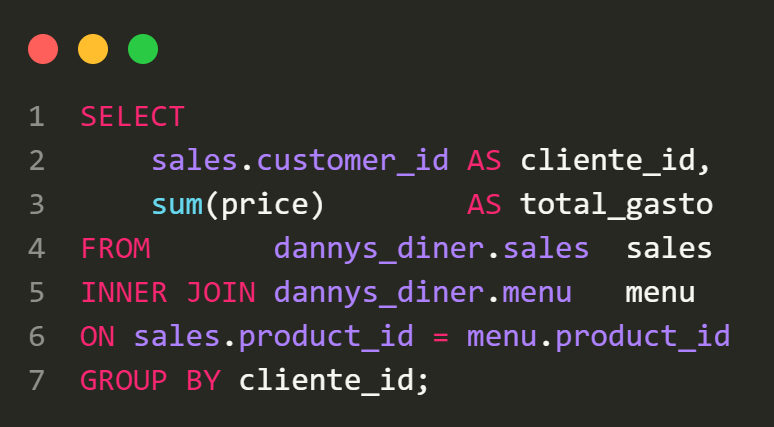 1 SELECT
2     sales.customer_id AS cliente_id,
3     sum(price)        AS total_gasto
4 FROM       dannys_diner.sales  sales
5 INNER JOIN dannys_diner.menu   menu
6 ON sales.product_id = menu.product_id
7 GROUP BY cliente_id;